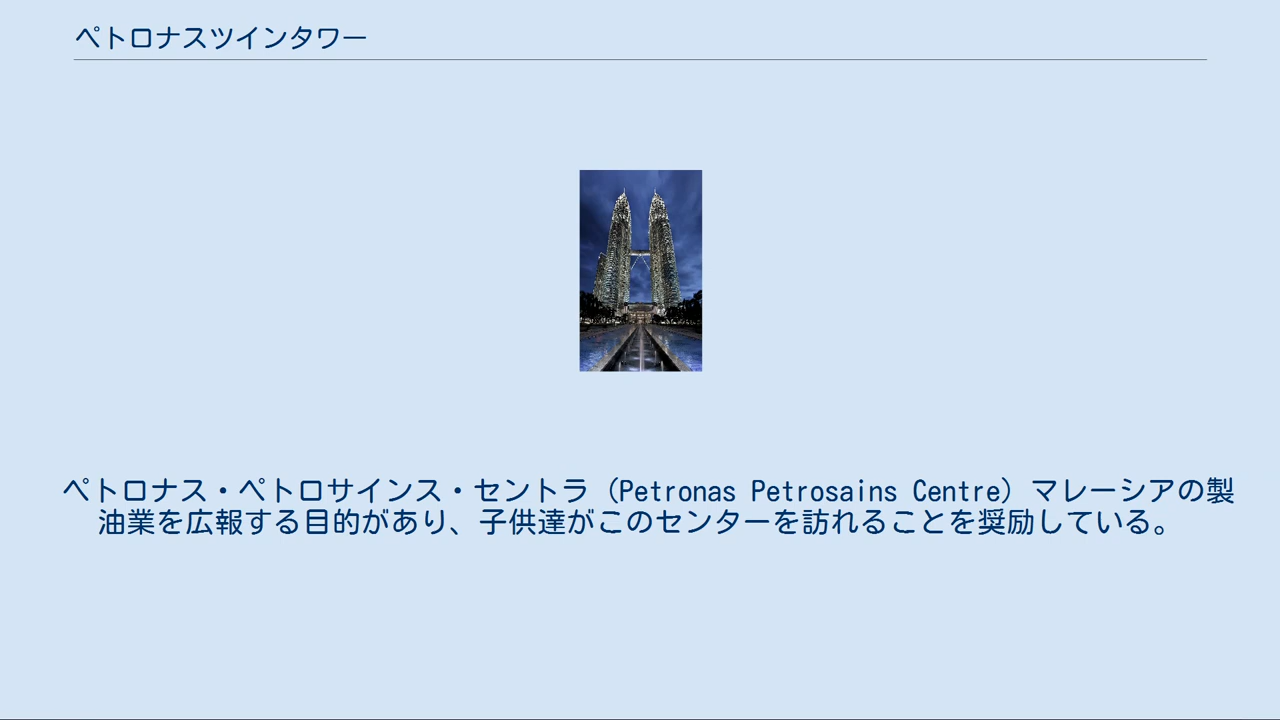 ペトロナスツインタワー
ペトロナス・ペトロサインス・セントラ（Petronas Petrosains Centre）マレーシアの製
油業を広報する目的があり、子供達がこのセンターを訪れることを奨励している。